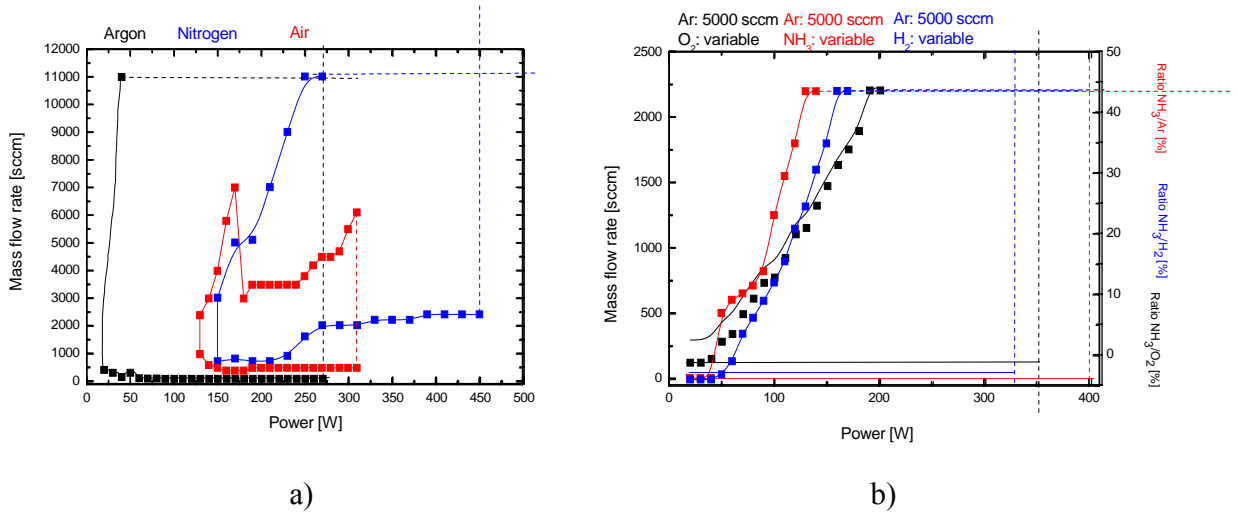 Argon Nitrogen Air
12000
11000
10000
9000
8000
7000
6000
5000
4000
3000
2000
1000
0
Mass flow rate [sccm]
0 50 100 150 200 250 300 350 400 450 500
Power [W]
a)
Ar: 5000 sccm Ar: 5000 sccm Ar: 5000 sccm
O₂: variable NH₃: variable H₂: variable
2500
2000
1500
1000
500
0
Mass flow rate [sccm]
0 100 200 300 400
Power [W]
50
40
30
20
10
0
Ratio NH₃/Ar [%]
Ratio NH₃/H₂ [%]
Ratio NH₃/O₂ [%]
b)